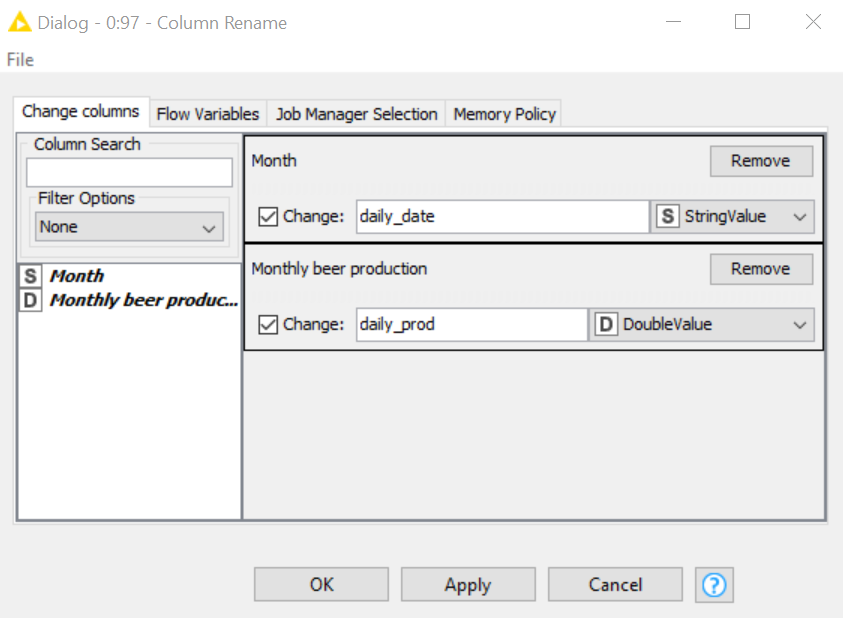 Dialog - 0:97 - Column Rename
File
Change columns Flow Variables Job Manager Selection Memory Policy
Column Search
Filter Options
None
S Month
D Monthly beer produc...
Month Remove
Change: daily_date S StringValue
Monthly beer production Remove
Change: daily_prod D DoubleValue
OK Apply Cancel ?